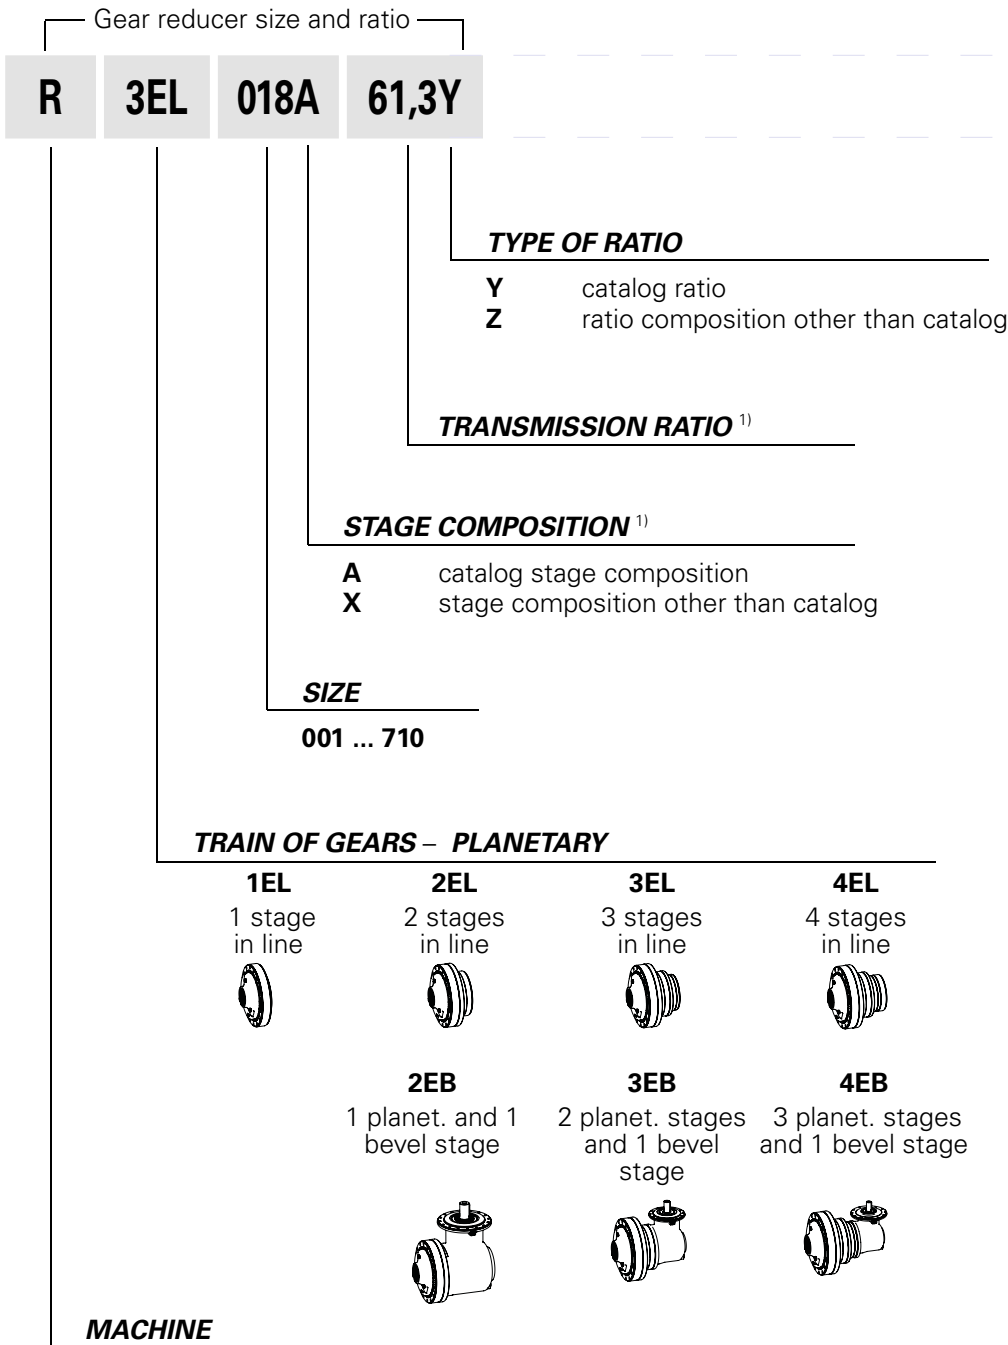 Gear reducer size and ratio
R 3EL 018A 61,3Y
TYPE OF RATIO
Y catalog ratio
Z ratio composition other than catalog
TRANSMISSION RATIO 1)
STAGE COMPOSITION 1)
A catalog stage composition
X stage composition other than catalog
SIZE
001 ... 710
TRAIN OF GEARS – PLANETARY
1EL 2EL 3EL 4EL
1 stage 2 stages 3 stages 4 stages
in line in line in line in line
2EB 3EB 4EB
1 planet. and 1 2 planet. stages 3 planet. stages
bevel stage and 1 bevel and 1 bevel stage
stage
MACHINE